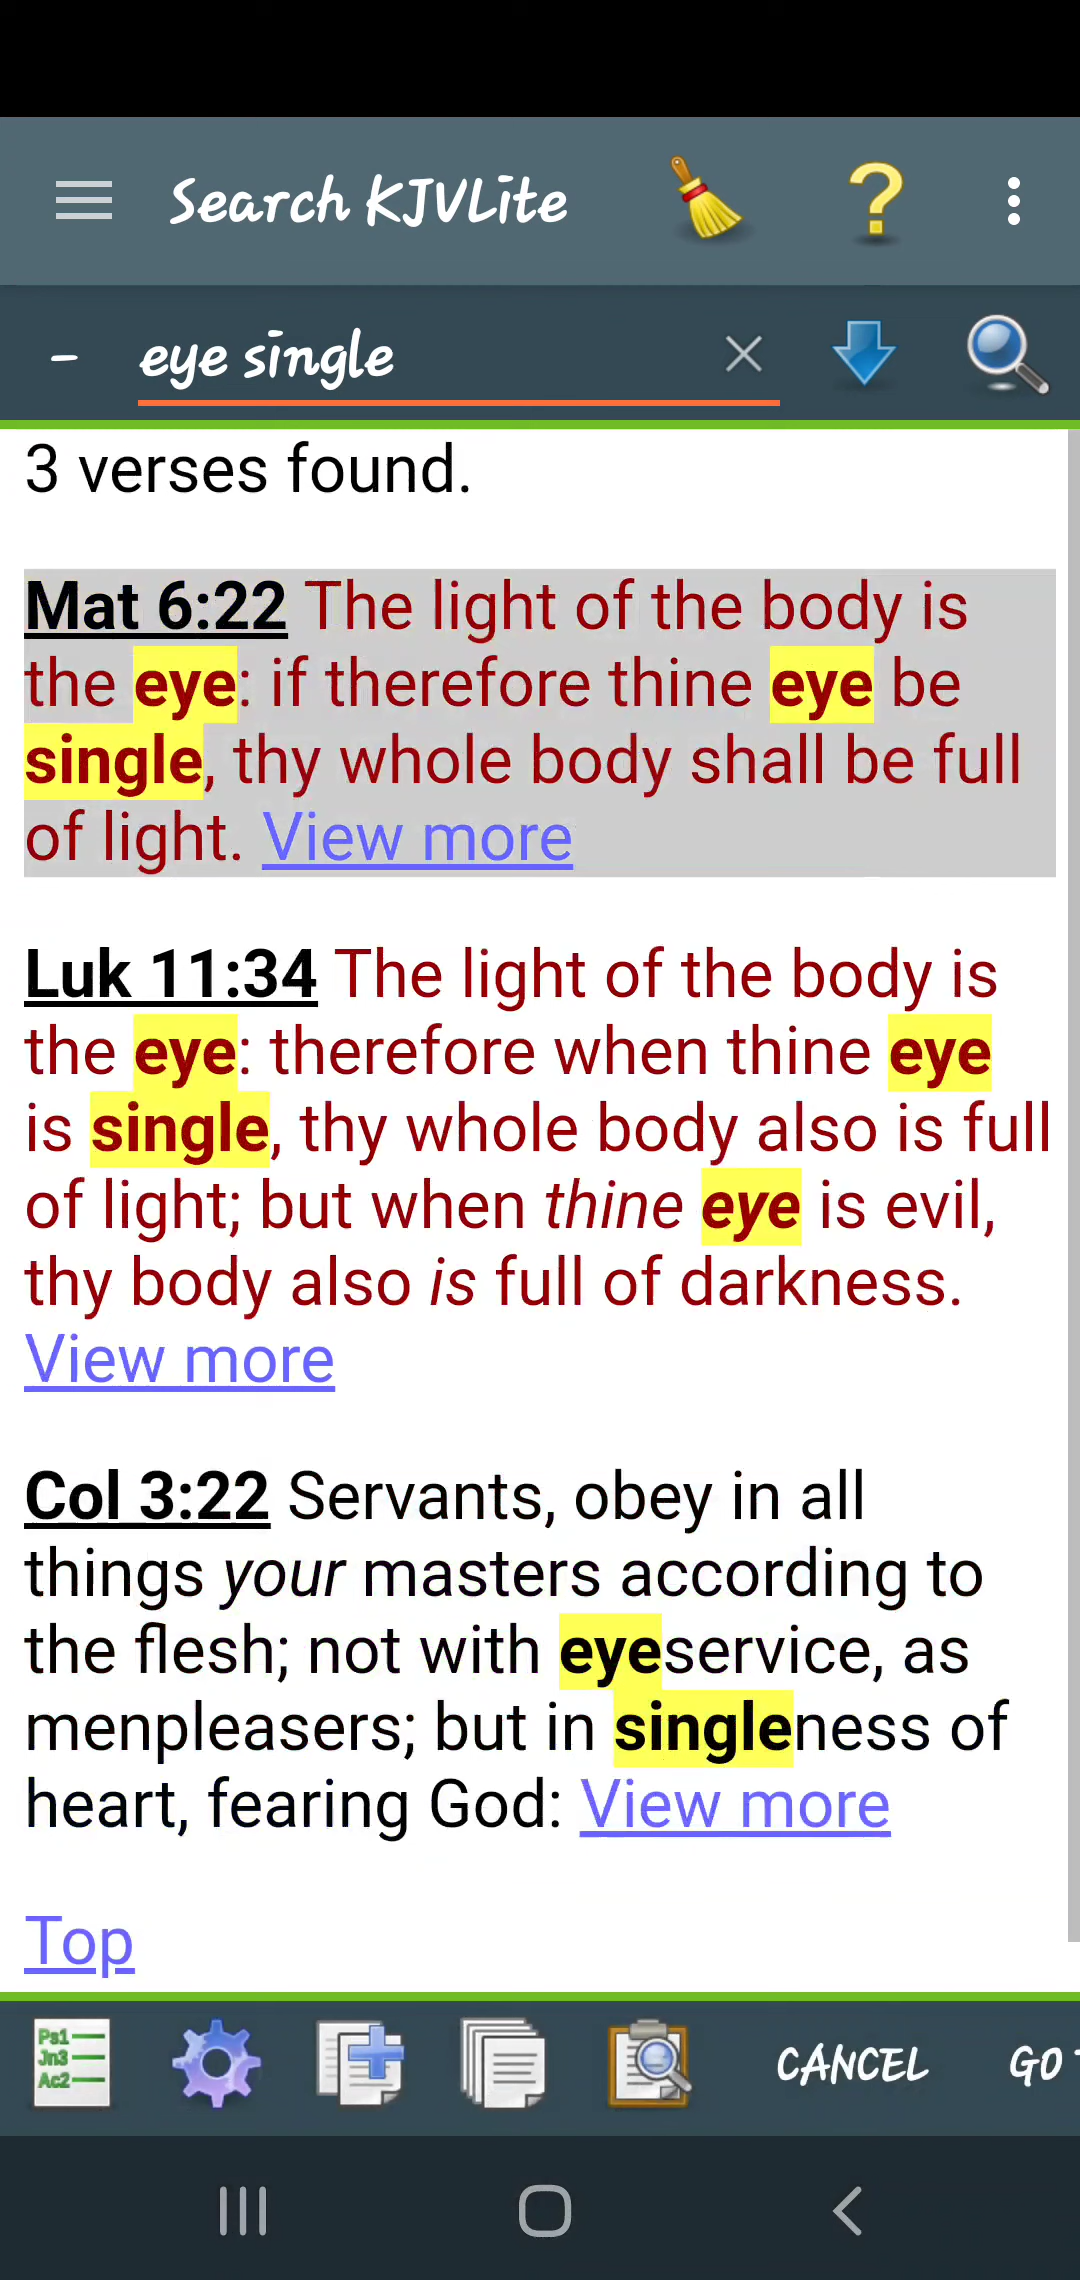 Search KJVLite
- eye single
3 verses found.
Mat 6:22 The light of the body is
the eye: if therefore thine eye be
single, thy whole body shall be full
of light. View more
Luk 11:34 The light of the body is
the eye: therefore when thine eye
is single, thy whole body also is full
of light; but when thine eye is evil,
thy body also is full of darkness.
View more
Col 3:22 Servants, obey in all
things your masters according to
the flesh; not with eyeservice, as
menpleasers; but in singleness of
heart, fearing God: View more
Top
Ps1
Jn3
Ac2
CANCEL GO